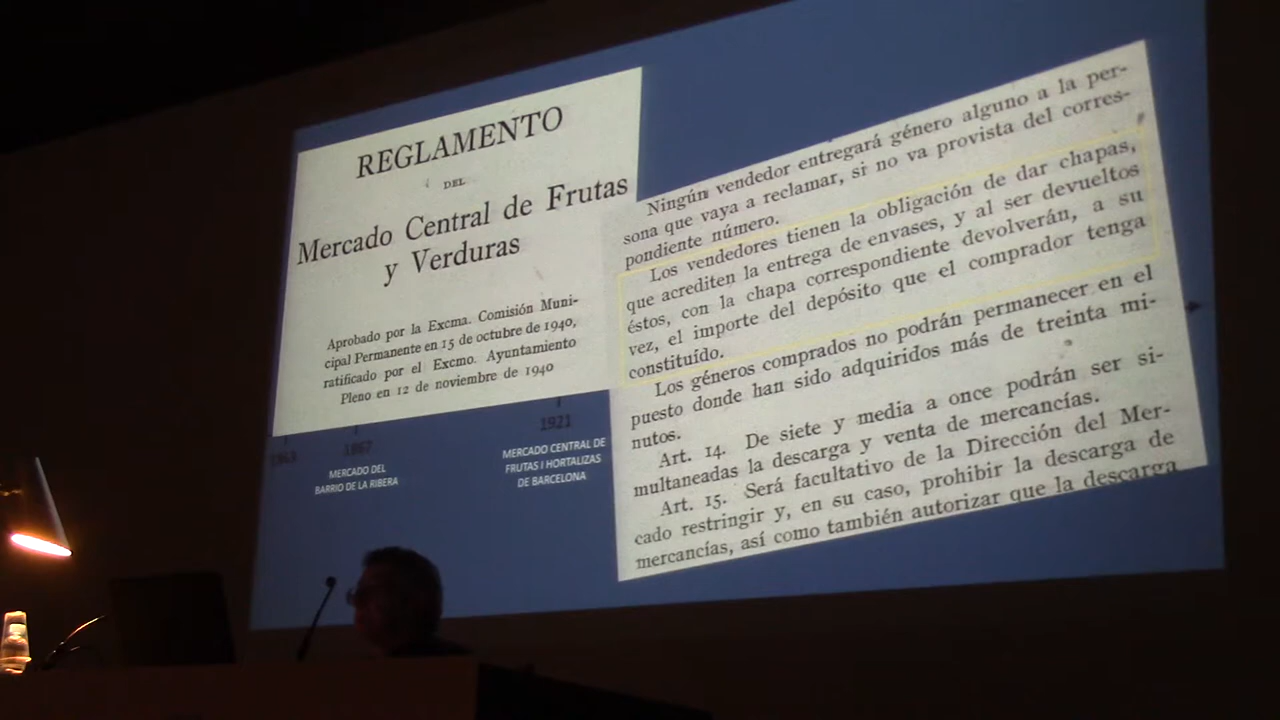 REGLAMENTO
DEL
Mercado Central de Frutas
y Verduras
Aprobado por la Excma. Comisión Muni-
cipal Permanente en 15 de octubre de 1940,
ratificado por el Excmo. Ayuntamiento
Pleno en 12 de noviembre de 1940
1867
MERCADO DEL
BARRIO DE LA RIBERA
1921
MERCADO CENTRAL DE
FRUTAS I HORTALIZAS
DE BARCELONA
Ningún vendedor entregará género alguno a la per-
sona que vaya a reclamar, si no va provista del corres-
pondiente número.
Los vendedores tienen la obligación de dar chapas,
que acrediten la entrega de envases, y al ser devueltos
éstos, con la chapa correspondiente devolverán, a su
vez, el importe del depósito que el comprador tenga
constituído.
Los géneros comprados no podrán permanecer en el
puesto donde han sido adquiridos más de treinta mi-
nutos.
Art. 14. De siete y media a once podrán ser si-
multaneadas la descarga y venta de mercancías.
Art. 15. Será facultativo de la Dirección del Mer-
cado restringir y, en su caso, prohibir la descarga de
mercancías, así como también autorizar que la descarga